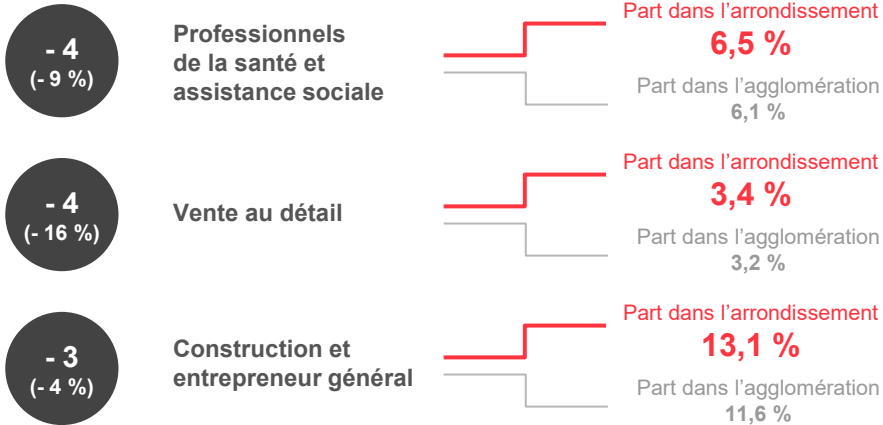 - 4
(- 9 %)
Professionnels
de la santé et
assistance sociale
Part dans l’arrondissement
6,5 %
Part dans l’agglomération
6,1 %
- 4
(- 16 %)
Vente au détail
Part dans l’arrondissement
3,4 %
Part dans l’agglomération
3,2 %
- 3
(- 4 %)
Construction et
entrepreneur général
Part dans l’arrondissement
13,1 %
Part dans l’agglomération
11,6 %